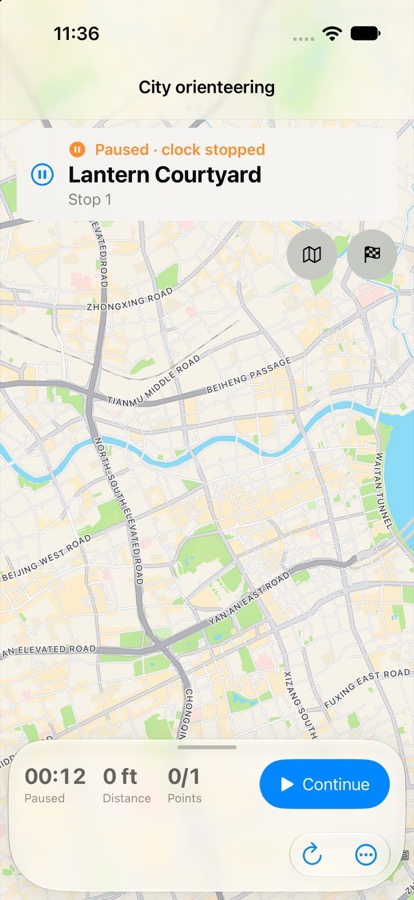 11:36
City orienteering
Paused · clock stopped
Lantern Courtyard
Stop 1
EVATED ROAD
ZHONGXING ROAD
TIANMU MIDDLE ROAD
BEIHENG PASSAGE
NORTH-SOUTH ELEVATED ROAD
WAITAN TUNNEL
BEIJING WEST ROAD
YAN'AN EAST ROAD
AN ELEVATED ROAD
CHONGQIN
XIZANG SOUTH
FUXING EAST ROAD
00:12 0 ft 0/1
Paused Distance Points
Continue